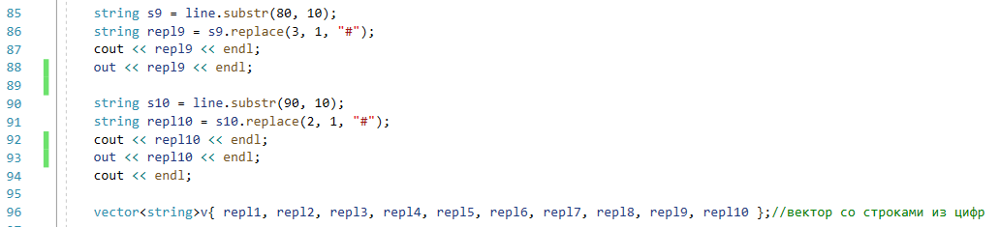 85 string s9 = line.substr(80, 10);
86 string repl9 = s9.replace(3, 1, "#");
87 cout << repl9 << endl;
88 out << repl9 << endl;
89
90 string s10 = line.substr(90, 10);
91 string repl10 = s10.replace(2, 1, "#");
92 cout << repl10 << endl;
93 out << repl10 << endl;
94 cout << endl;
95
96 vector<string>v{ repl1, repl2, repl3, repl4, repl5, repl6, repl7, repl8, repl9, repl10 };//вектор со строками из цифр